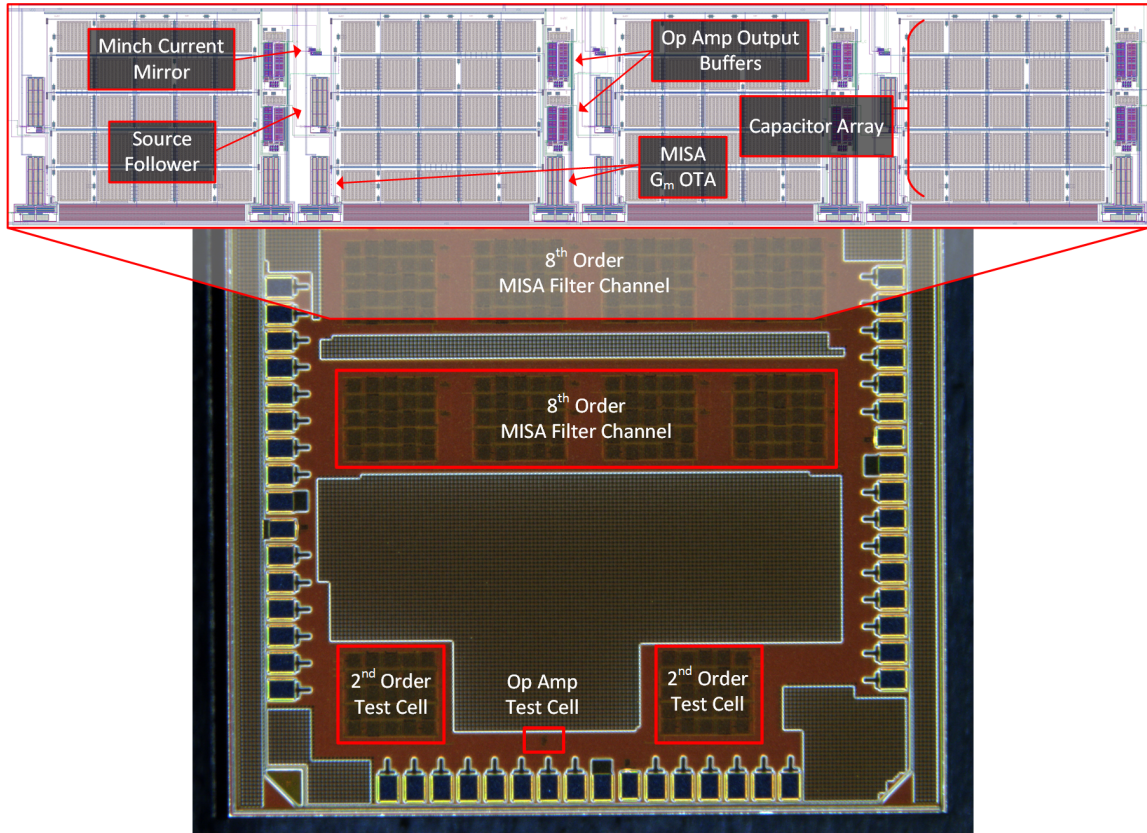 Minch Current
Mirror
Op Amp Output
Buffers
Capacitor Array
Source
Follower
MISA
Gₘ OTA
8ᵗʰ Order
MISA Filter Channel
8ᵗʰ Order
MISA Filter Channel
2ⁿᵈ Order
Test Cell
Op Amp
Test Cell
2ⁿᵈ Order
Test Cell